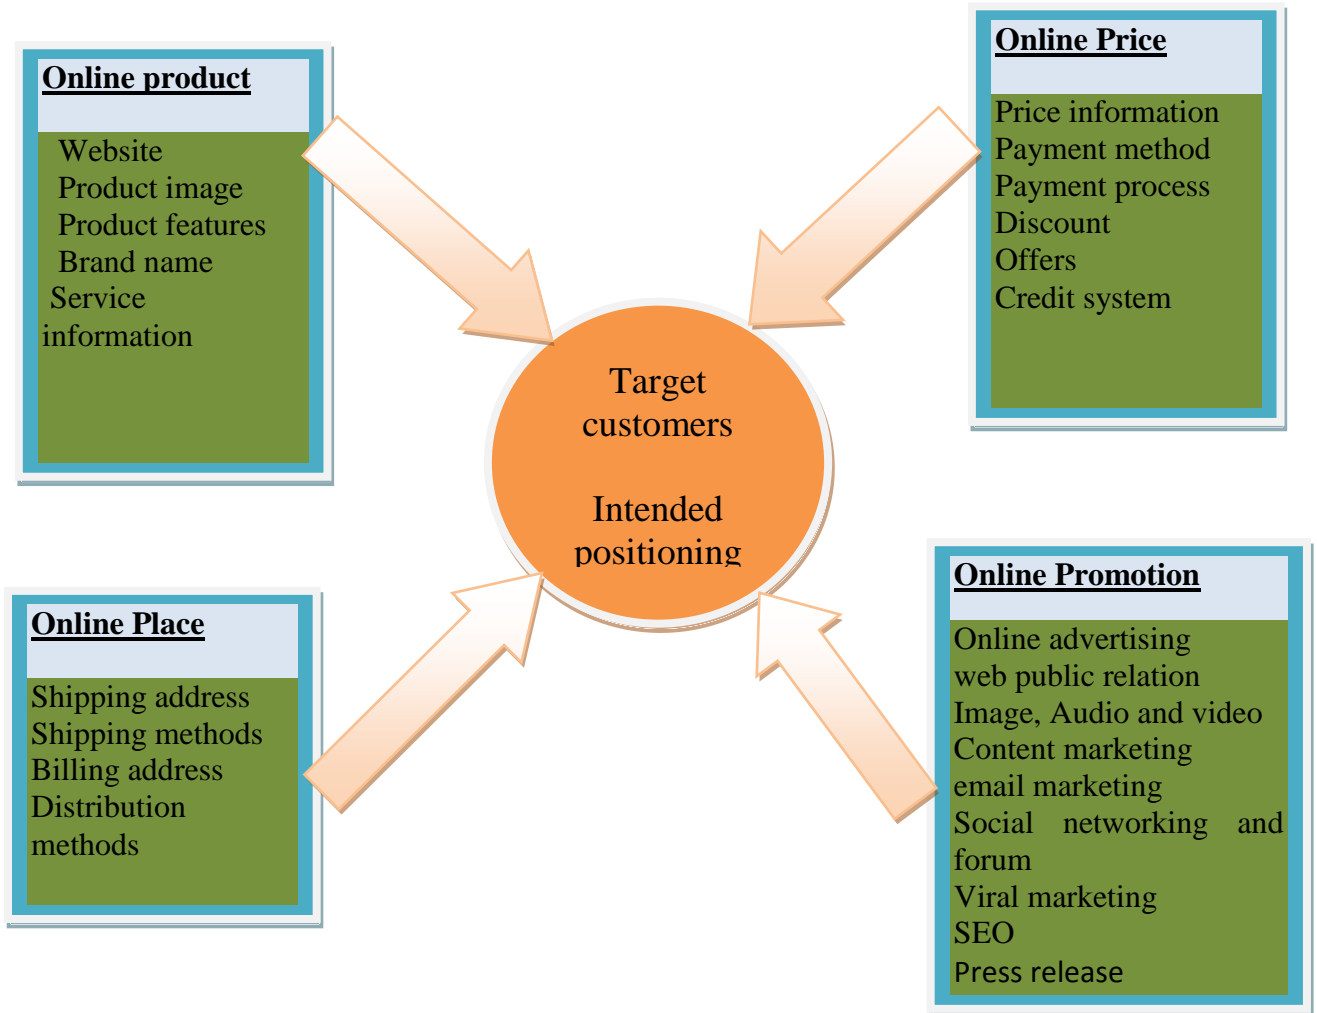 Online product
Website
Product image
Product features
Brand name
Service
information
Online Price
Price information
Payment method
Payment process
Discount
Offers
Credit system
Target
customers
Intended
positioning
Online Place
Shipping address
Shipping methods
Billing address
Distribution
methods
Online Promotion
Online advertising
web public relation
Image, Audio and video
Content marketing
email marketing
Social networking and
forum
Viral marketing
SEO
Press release